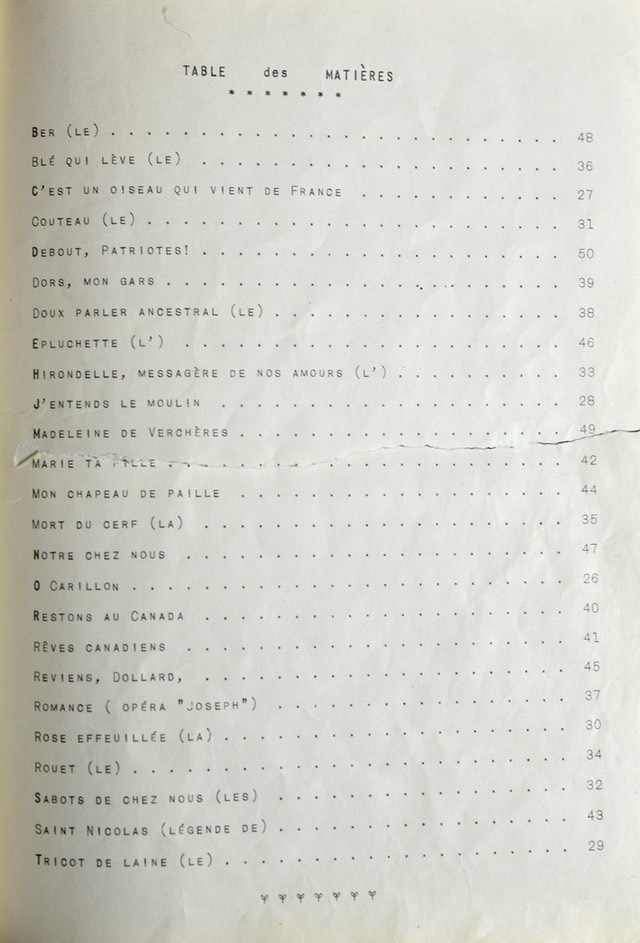 TABLE des MATIÈRES
* * * * * * *
BER (LE) . . . . . . . . . . . . . . . . . . . . . . . . . 48
BLÉ QUI LÈVE (LE) . . . . . . . . . . . . . . . . . . . . 36
C'EST UN OISEAU QUI VIENT DE FRANCE . . . . . . . . . . . 27
COUTEAU (LE) . . . . . . . . . . . . . . . . . . . . . . . 31
DEBOUT, PATRIOTES! . . . . . . . . . . . . . . . . . . . . 50
DORS, MON GARS . . . . . . . . . . . . . . . . . . . . . . 39
DOUX PARLER ANCESTRAL (LE) . . . . . . . . . . . . . . . . 38
EPLUCHETTE (L') . . . . . . . . . . . . . . . . . . . . . 46
HIRONDELLE, MESSAGÈRE DE NOS AMOURS (L') . . . . . . . . . 33
J'ENTENDS LE MOULIN . . . . . . . . . . . . . . . . . . . 28
MADELEINE DE VERCHÈRES . . . . . . . . . . . . . . . . . . 49
MARIE TA FILLE . . . . . . . . . . . . . . . . . . . . . . 42
MON CHAPEAU DE PAILLE . . . . . . . . . . . . . . . . . . 44
MORT DU CERF (LA) . . . . . . . . . . . . . . . . . . . . 35
NOTRE CHEZ NOUS . . . . . . . . . . . . . . . . . . . . . 47
O CARILLON . . . . . . . . . . . . . . . . . . . . . . . . 26
RESTONS AU CANADA . . . . . . . . . . . . . . . . . . . . 40
RÊVES CANADIENS . . . . . . . . . . . . . . . . . . . . . 41
REVIENS, DOLLARD, . . . . . . . . . . . . . . . . . . . . 45
ROMANCE ( OPÉRA "JOSEPH") . . . . . . . . . . . . . . . . 37
ROSE EFFEUILLÉE (LA) . . . . . . . . . . . . . . . . . . . 30
ROUET (LE) . . . . . . . . . . . . . . . . . . . . . . . . 34
SABOTS DE CHEZ NOUS (LES) . . . . . . . . . . . . . . . . 32
SAINT NICOLAS (LÉGENDE DE) . . . . . . . . . . . . . . . . 43
TRICOT DE LAINE (LE) . . . . . . . . . . . . . . . . . . . 29